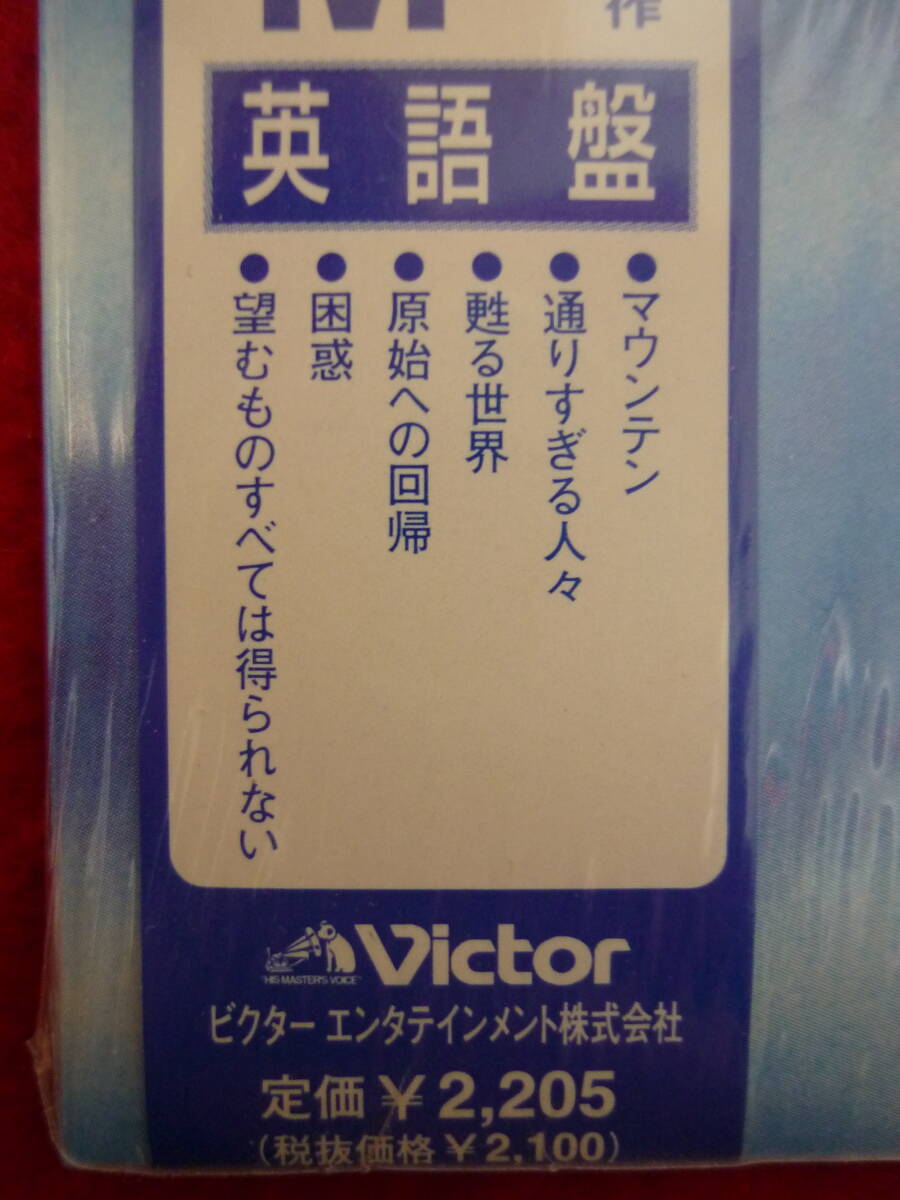 作
英語盤
●マウンテン
●通りすぎる人々
●甦る世界
●原始への回帰
●困惑
●望むものすべては得られない
"HIS MASTER'S VOICE"
Victor
ビクター エンタテインメント株式会社
定価 ¥2,205
(税抜価格 ¥2,100)